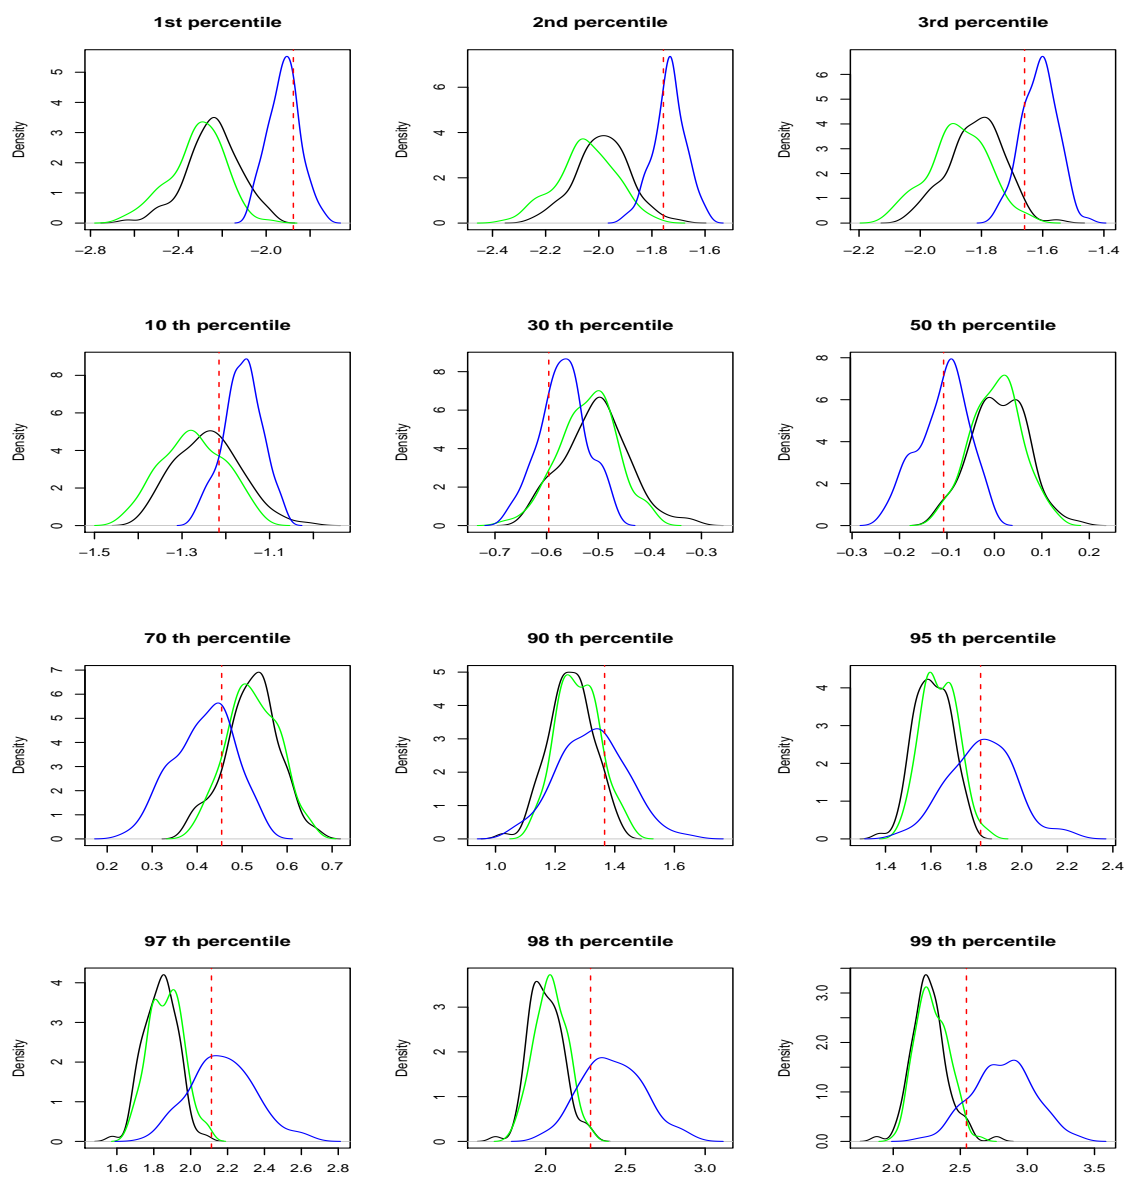 1st percentile
2nd percentile
3rd percentile
Density
0 1 2 3 4 5
−2.8 −2.4 −2.0
Density
0 2 4 6
−2.4 −2.2 −2.0 −1.8 −1.6
Density
0 1 2 3 4 5 6
−2.2 −2.0 −1.8 −1.6 −1.4
10 th percentile
30 th percentile
50 th percentile
Density
0 2 4 6 8
−1.5 −1.3 −1.1
Density
0 2 4 6 8
−0.7 −0.6 −0.5 −0.4 −0.3
Density
0 2 4 6 8
−0.3 −0.2 −0.1 0.0 0.1 0.2
70 th percentile
90 th percentile
95 th percentile
Density
0 1 2 3 4 5 6 7
0.2 0.3 0.4 0.5 0.6 0.7
Density
0 1 2 3 4 5
1.0 1.2 1.4 1.6
Density
0 1 2 3 4
1.4 1.6 1.8 2.0 2.2 2.4
97 th percentile
98 th percentile
99 th percentile
Density
0 1 2 3 4
1.6 1.8 2.0 2.2 2.4 2.6 2.8
Density
0 1 2 3
2.0 2.5 3.0
Density
0.0 1.0 2.0 3.0
2.0 2.5 3.0 3.5